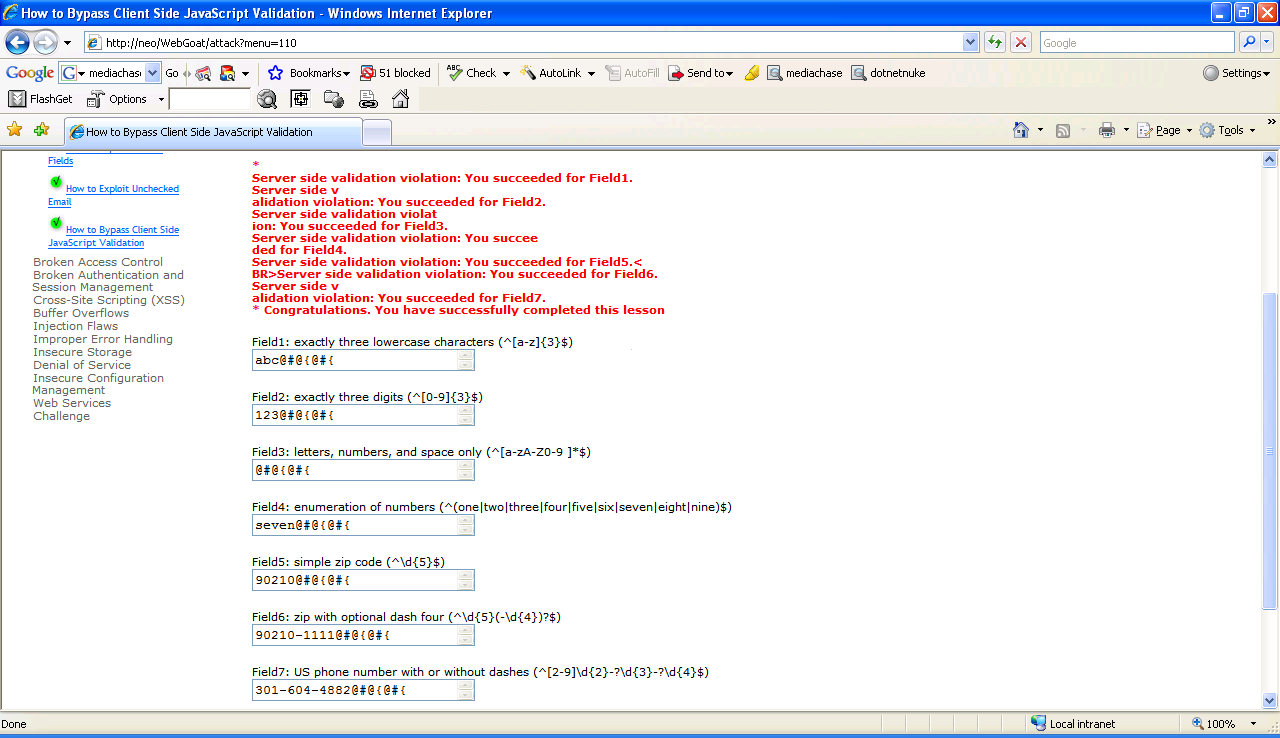 How to Bypass Client Side JavaScript Validation - Windows Internet Explorer
http://neo/WebGoat/attack?menu=110
Google
Google G mediachas Go Bookmarks 51 blocked ABC Check AutoLink AutoFill Send to mediachase dotnetnuke Settings
FlashGet Options
How to Bypass Client Side JavaScript Validation
Page Tools »
Fields
How to Exploit Unchecked
Email
How to Bypass Client Side
JavaScript Validation
Broken Access Control
Broken Authentication and
Session Management
Cross-Site Scripting (XSS)
Buffer Overflows
Injection Flaws
Improper Error Handling
Insecure Storage
Denial of Service
Insecure Configuration
Management
Web Services
Challenge
*
Server side validation violation: You succeeded for Field1.
Server side v
alidation violation: You succeeded for Field2.
Server side validation violat
ion: You succeeded for Field3.
Server side validation violation: You succee
ded for Field4.
Server side validation violation: You succeeded for Field5.<
BR>Server side validation violation: You succeeded for Field6.
Server side v
alidation violation: You succeeded for Field7.
* Congratulations. You have successfully completed this lesson
Field1: exactly three lowercase characters (^[a-z]{3}$)
abc@#@{@#{
Field2: exactly three digits (^[0-9]{3}$)
123@#@{@#{
Field3: letters, numbers, and space only (^[a-zA-Z0-9 ]*$)
@#@{@#{
Field4: enumeration of numbers (^(one|two|three|four|five|six|seven|eight|nine)$)
seven@#@{@#{
Field5: simple zip code (^\d{5}$)
90210@#@{@#{
Field6: zip with optional dash four (^\d{5}(-\d{4})?$)
90210-1111@#@{@#{
Field7: US phone number with or without dashes (^[2-9]\d{2}-?\d{3}-?\d{4}$)
301-604-4882@#@{@#{
Done
Local intranet
100%